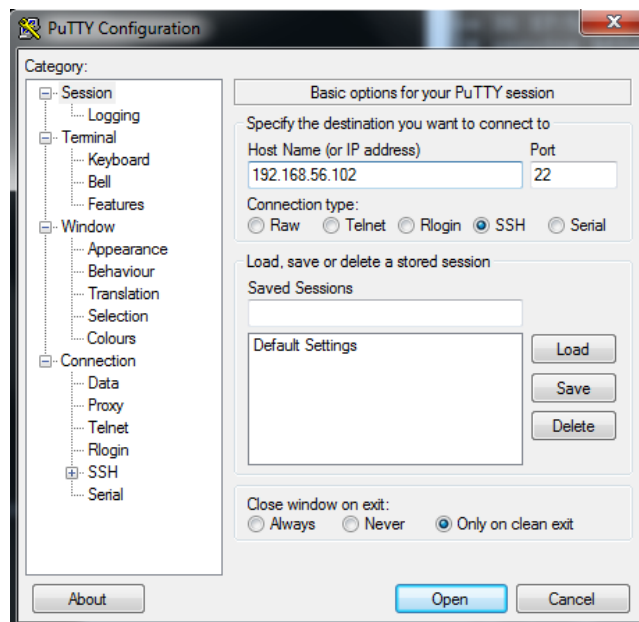 PuTTY Configuration
Category:
Session
Logging
Terminal
Keyboard
Bell
Features
Window
Appearance
Behaviour
Translation
Selection
Colours
Connection
Data
Proxy
Telnet
Rlogin
SSH
Serial
Basic options for your PuTTY session
Specify the destination you want to connect to
Host Name (or IP address) Port
192.168.56.102 22
Connection type:
Raw Telnet Rlogin SSH Serial
Load, save or delete a stored session
Saved Sessions
Default Settings
Load
Save
Delete
Close window on exit:
Always Never Only on clean exit
About Open Cancel